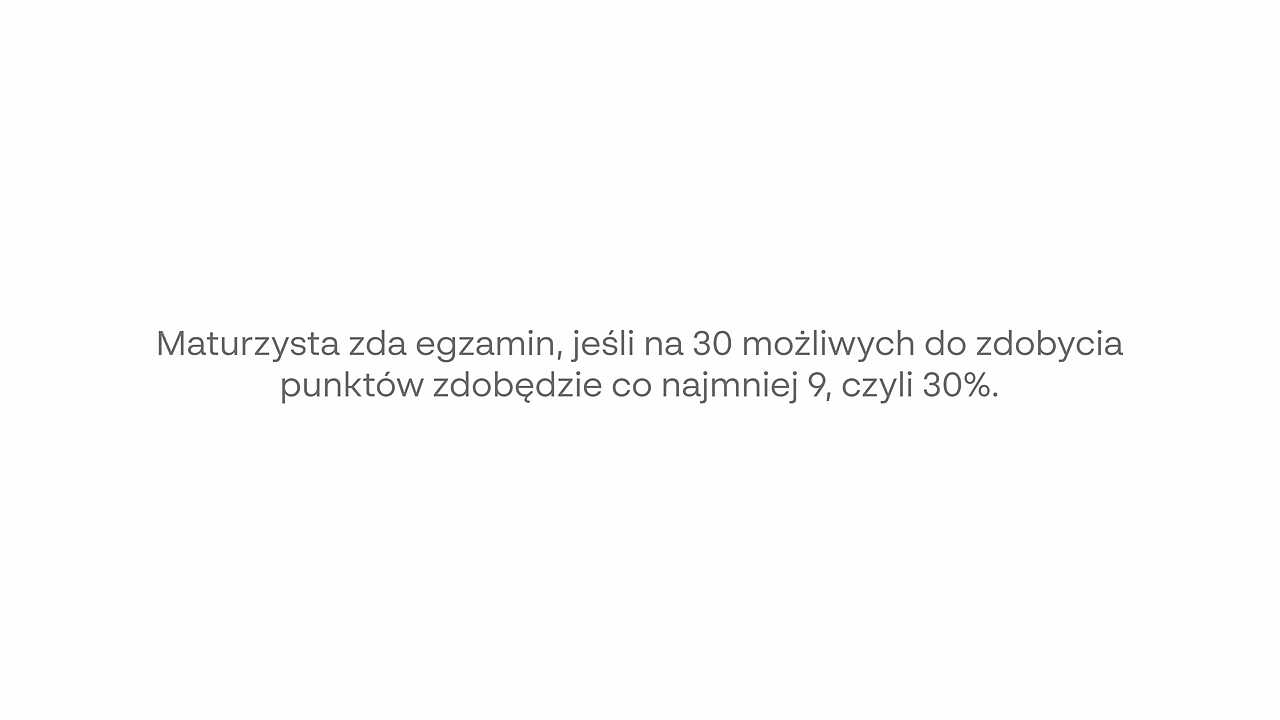 Maturzysta zda egzamin, jeśli na 30 możliwych do zdobycia
punktów zdobędzie co najmniej 9, czyli 30%.